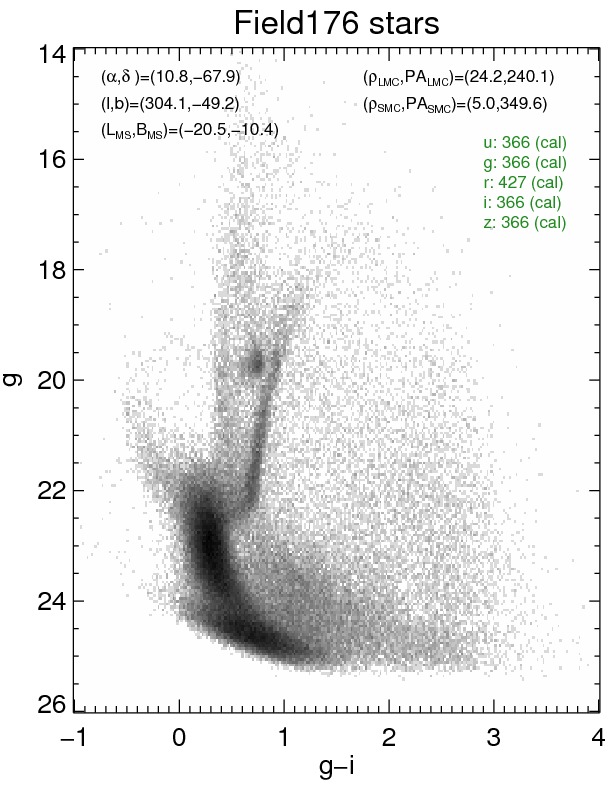 Field176 stars
(α,δ )=(10.8,−67.9)
(ρLMC,PALMC)=(24.2,240.1)
(l,b)=(304.1,−49.2)
(ρSMC,PASMC)=(5.0,349.6)
(LMS,BMS)=(−20.5,−10.4)
u: 366 (cal)
g: 366 (cal)
r: 427 (cal)
i: 366 (cal)
z: 366 (cal)
14
16
18
20
22
24
26
g
−1 0 1 2 3 4
g−i